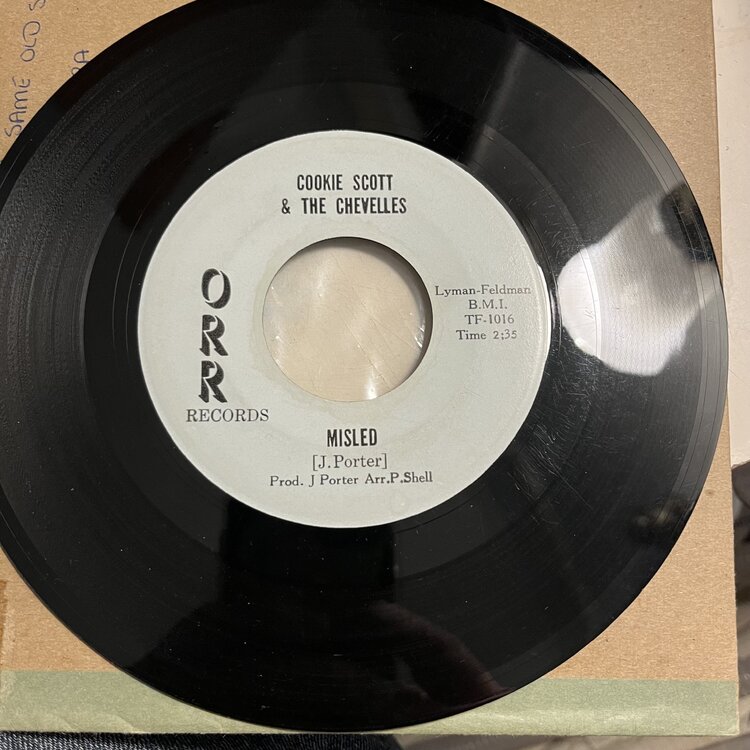 SAME OLD S
RA
COOKIE SCOTT
& THE CHEVELLES
ORR
RECORDS
Lyman-Feldman
B.M.I.
TF-1016
Time 2;35
MISLED
[J.Porter]
Prod. J Porter Arr.P.Shell